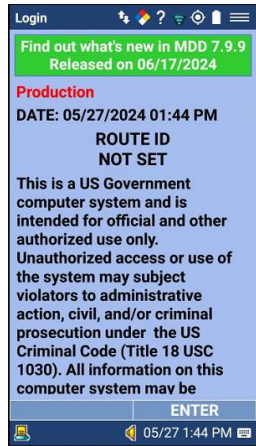 Login
?
Find out what's new in MDD 7.9.9
Released on 06/17/2024
Production
DATE: 05/27/2024 01:44 PM
ROUTE ID
NOT SET
This is a US Government
computer system and is
intended for official and other
authorized use only.
Unauthorized access or use of
the system may subject
violators to administrative
action, civil, and/or criminal
prosecution under the US
Criminal Code (Title 18 USC
1030). All information on this
computer system may be
ENTER
05/27 1:44 PM